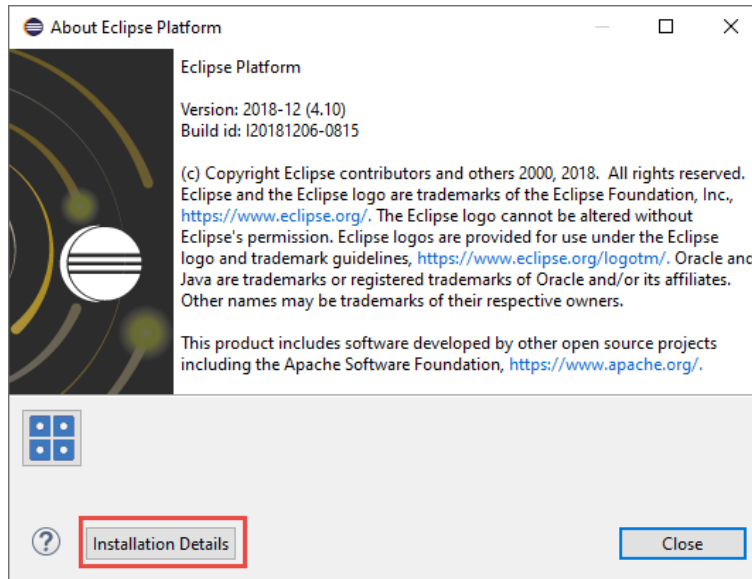 About Eclipse Platform
Eclipse Platform
Version: 2018-12 (4.10)
Build id: I20181206-0815
(c) Copyright Eclipse contributors and others 2000, 2018.  All rights reserved.
Eclipse and the Eclipse logo are trademarks of the Eclipse Foundation, Inc.,
https://www.eclipse.org/. The Eclipse logo cannot be altered without
Eclipse's permission. Eclipse logos are provided for use under the Eclipse
logo and trademark guidelines, https://www.eclipse.org/logotm/. Oracle and
Java are trademarks or registered trademarks of Oracle and/or its affiliates.
Other names may be trademarks of their respective owners.
This product includes software developed by other open source projects
including the Apache Software Foundation, https://www.apache.org/.
?
Installation Details
Close